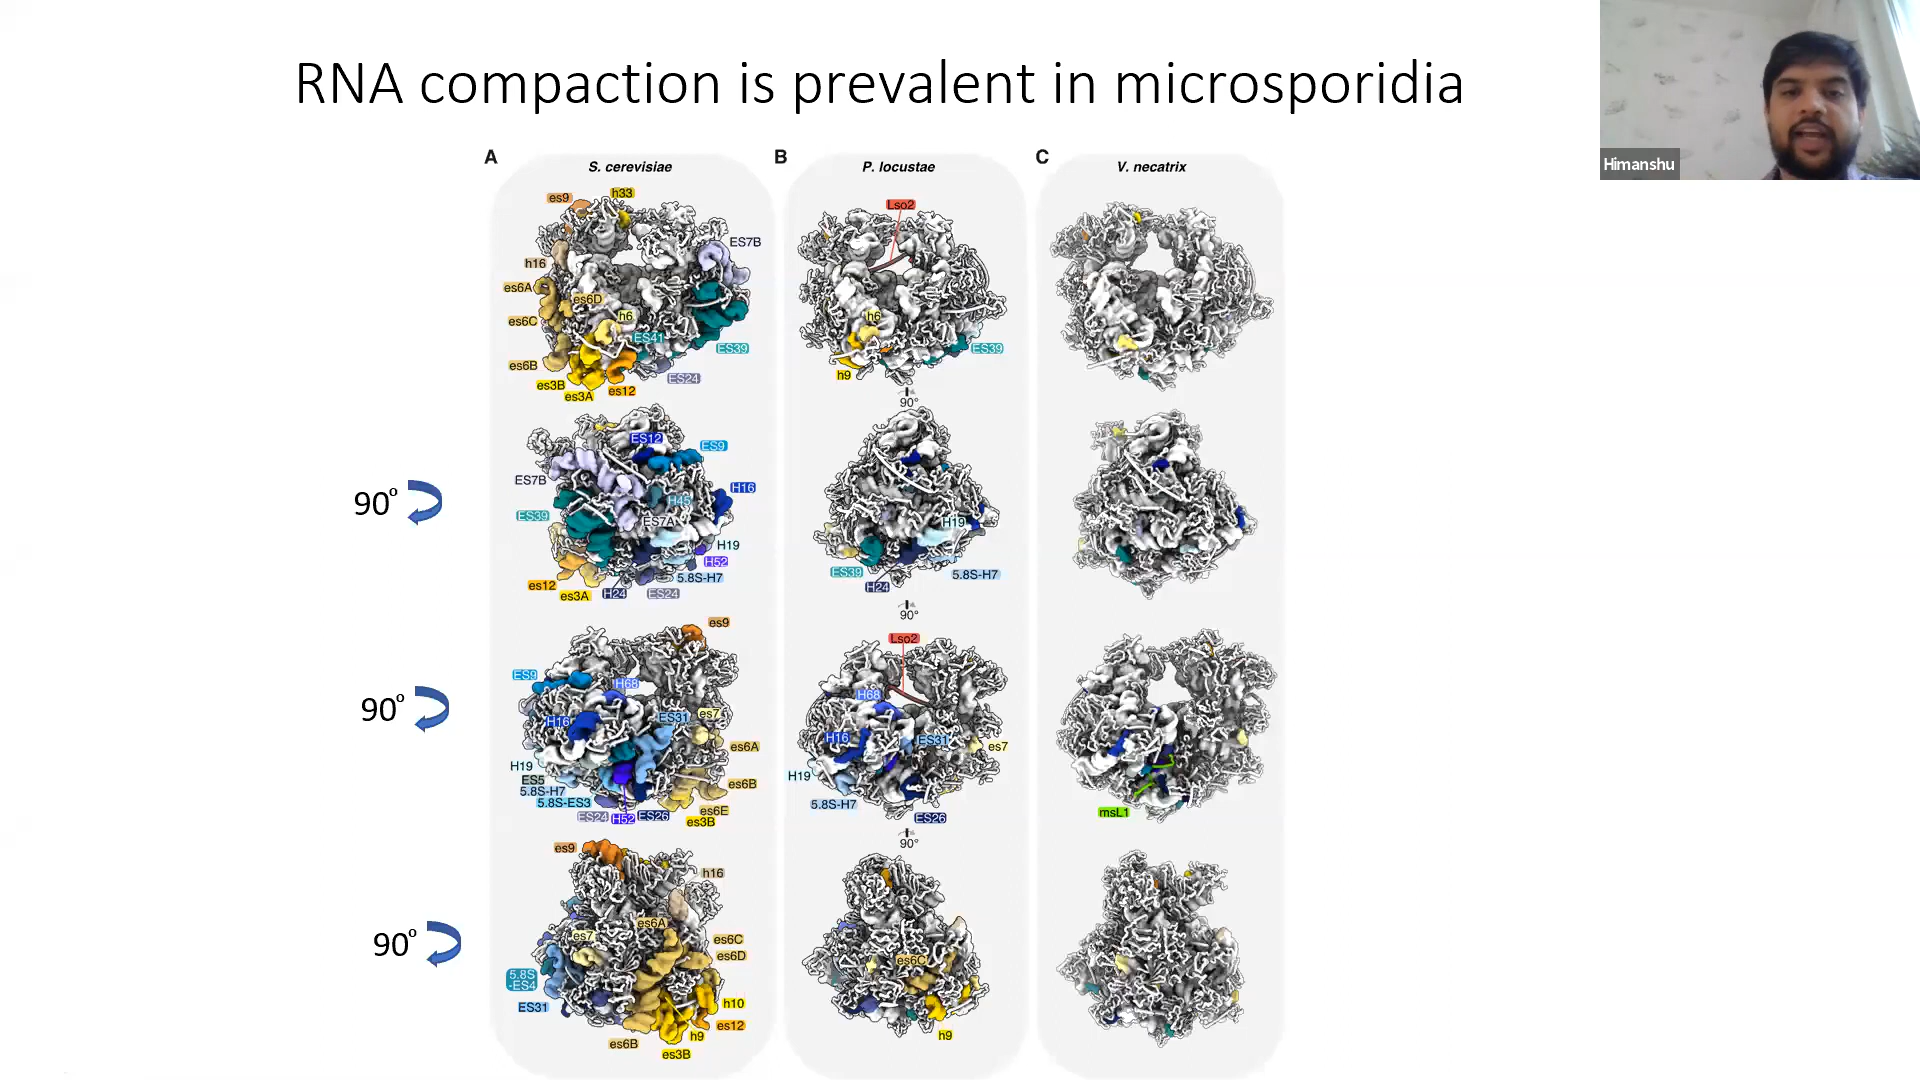 RNA compaction is prevalent in microsporidia
Himanshu
A
S. cerevisiae
es9
h33
ES7B
h16
es6A
es6D
es6C
h6
ES41
ES39
es6B
ES24
es3B
es12
es3A
B
P. locustae
Lso2
h6
ES39
h9
90°
C
V. necatrix
90°
ES12
ES9
ES7B
H16
H45
ES39
ES7A
H19
H52
5.8S-H7
es12
es3A
H24
ES24
H19
ES39
5.8S-H7
H24
90°
90°
es9
ES9
H68
H16
ES31
es7
es6A
H19
ES5
5.8S-H7
5.8S-ES3
es6B
es6E
ES24
H52
ES26
es3B
Lso2
H68
H16
ES31
es7
H19
5.8S-H7
ES26
90°
msL1
90°
es9
h16
es6A
es7
es6C
es6D
5.8S
-ES4
ES31
h10
es12
h9
es6B
es3B
es6C
h9